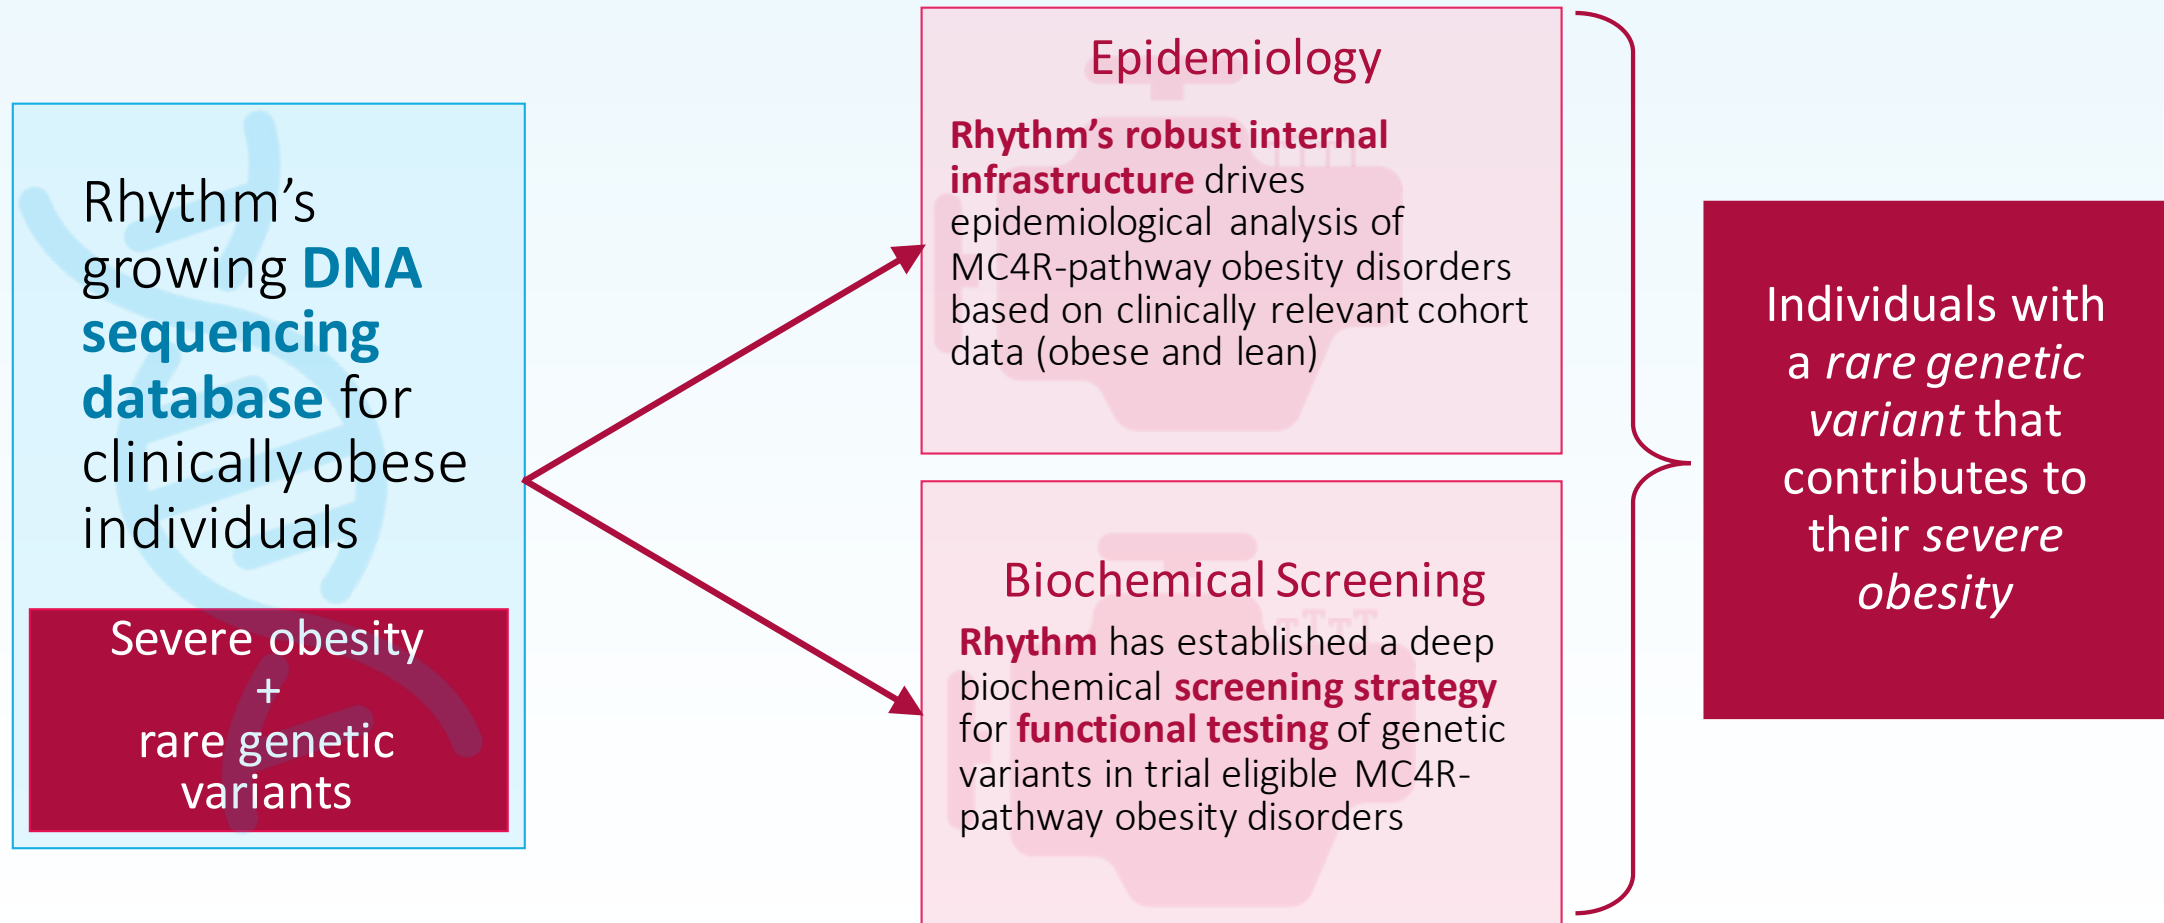 Rhythm’s
growing DNA
sequencing
database for
clinically obese
individuals
Severe obesity
+
rare genetic
variants
Epidemiology
Rhythm’s robust internal
infrastructure drives
epidemiological analysis of
MC4R-pathway obesity disorders
based on clinically relevant cohort
data (obese and lean)
Biochemical Screening
Rhythm has established a deep
biochemical screening strategy
for functional testing of genetic
variants in trial eligible MC4R-
pathway obesity disorders
Individuals with
a rare genetic
variant that
contributes to
their severe
obesity